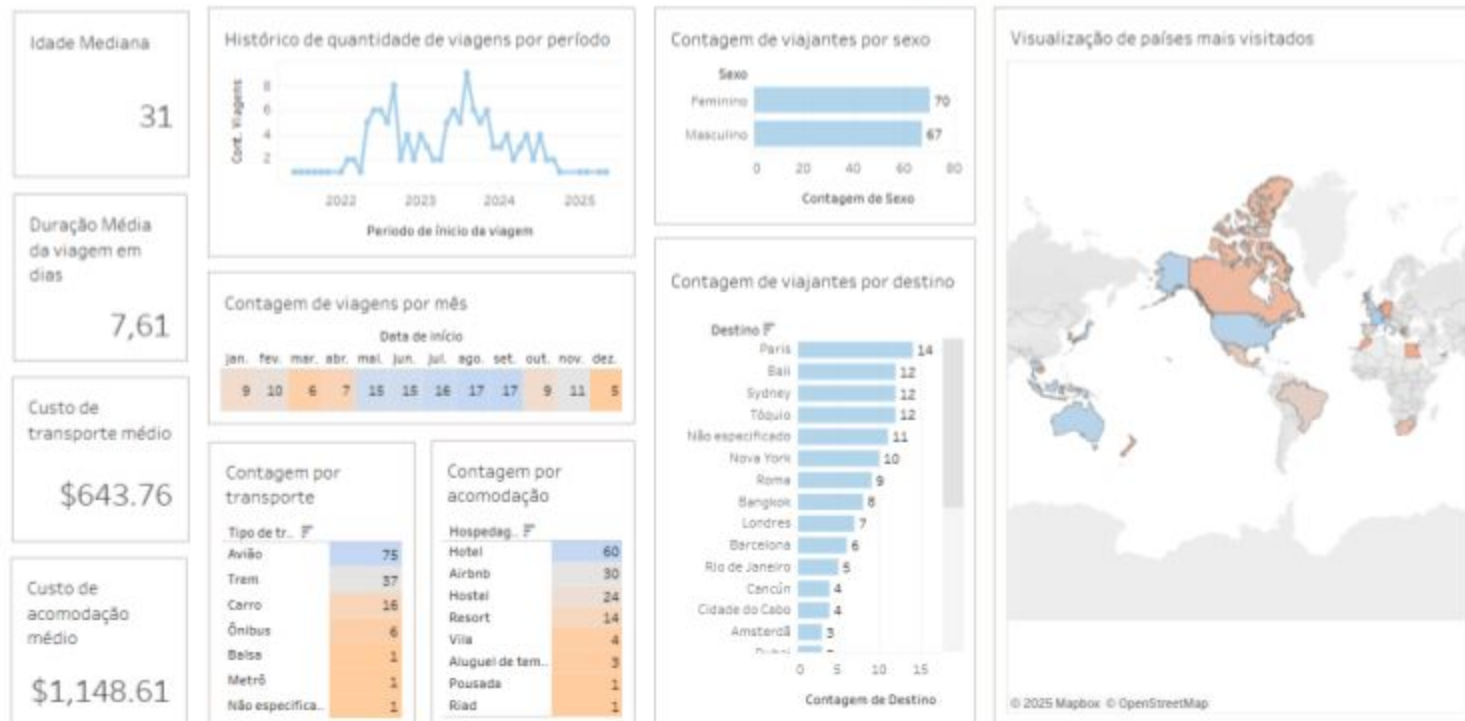 Idade Mediana
31
Duração Média
da viagem em
dias
7,61
Custo de
transporte médio
$643.76
Custo de
acomodação
médio
$1,148.61
Histórico de quantidade de viagens por período
Cont. Viagens
8
6
4
2
2022 2023 2024 2025
Período de início da viagem
Contagem de viagens por mês
Data de início
jan. fev. mar. abr. mai. jun. jul. ago. set. out. nov. dez.
9 10 6 7 15 15 16 17 17 9 11 5
Contagem por
transporte
Tipo de tr..
Avião 75
Trem 37
Carro 16
Ônibus 6
Balsa 1
Metrô 1
Não especifica.. 1
Contagem por
acomodação
Hospedag..
Hotel 60
Airbnb 30
Hostel 24
Resort 14
Vila 4
Aluguel de tem.. 3
Pousada 1
Riad 1
Contagem de viajantes por sexo
Sexo
Feminino 70
Masculino 67
0 20 40 60 80
Contagem de Sexo
Contagem de viajantes por destino
Destino
Paris 14
Bali 12
Sydney 12
Tóquio 12
Não especificado 11
Nova York 10
Roma 9
Bangkok 8
Londres 7
Barcelona 6
Rio de Janeiro 5
Cancún 4
Cidade do Cabo 4
Amsterdã 3
0 5 10 15
Contagem de Destino
Visualização de países mais visitados
© 2025 Mapbox © OpenStreetMap